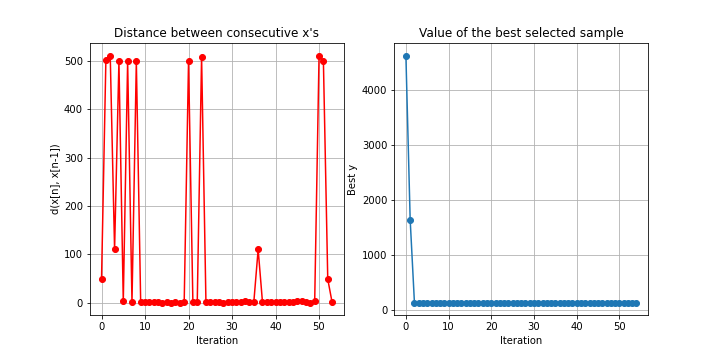 Distance between consecutive x's
d(x[n], x[n-1])
500
400
300
200
100
0
0 10 20 30 40 50
Iteration
Value of the best selected sample
Best y
4000
3000
2000
1000
0
0 10 20 30 40 50
Iteration